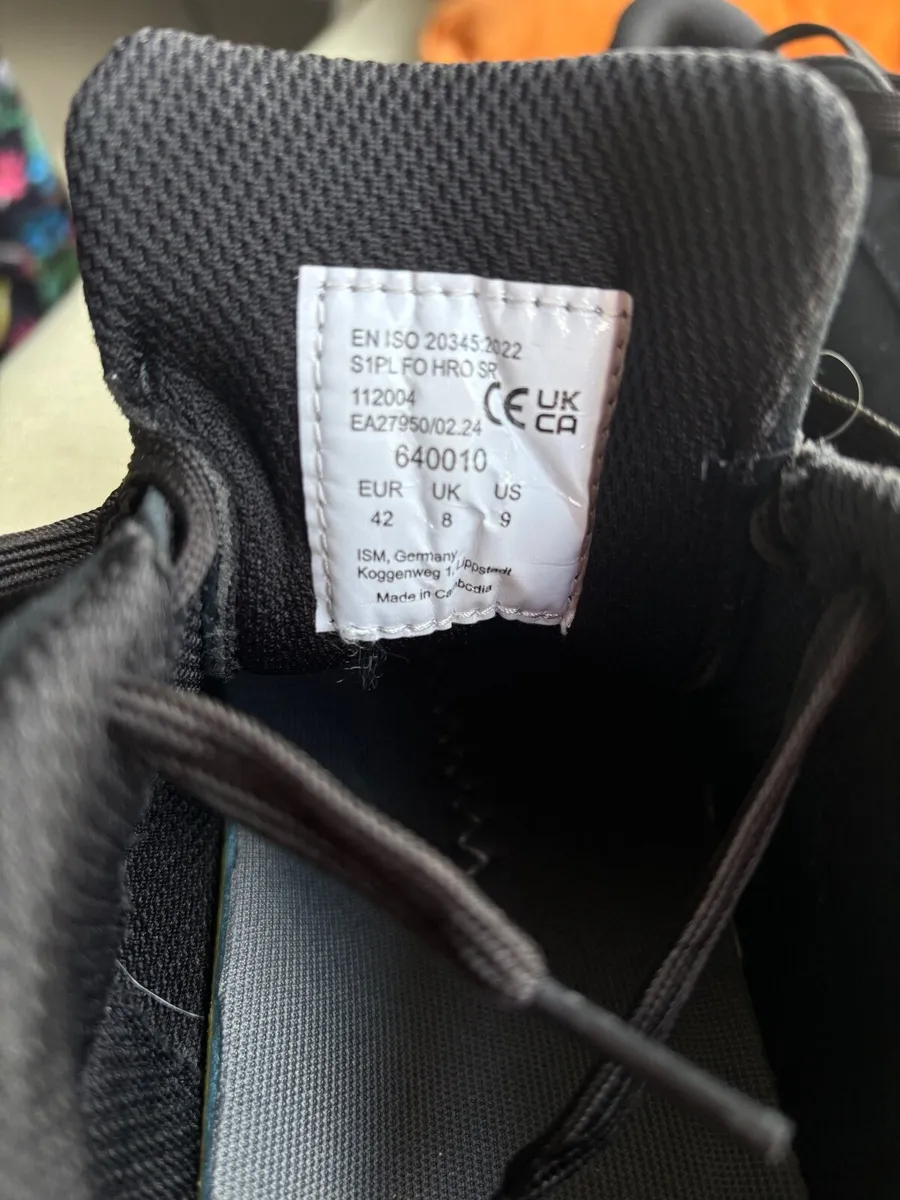 EN ISO 20345:2022
S1PL FO HRO SR
112004
CE UK
CA
EA27950/02.24
640010
EUR UK US
42 8 9
ISM, Germany, Lippstadt
Koggenweg 1,
Made in Cambodia